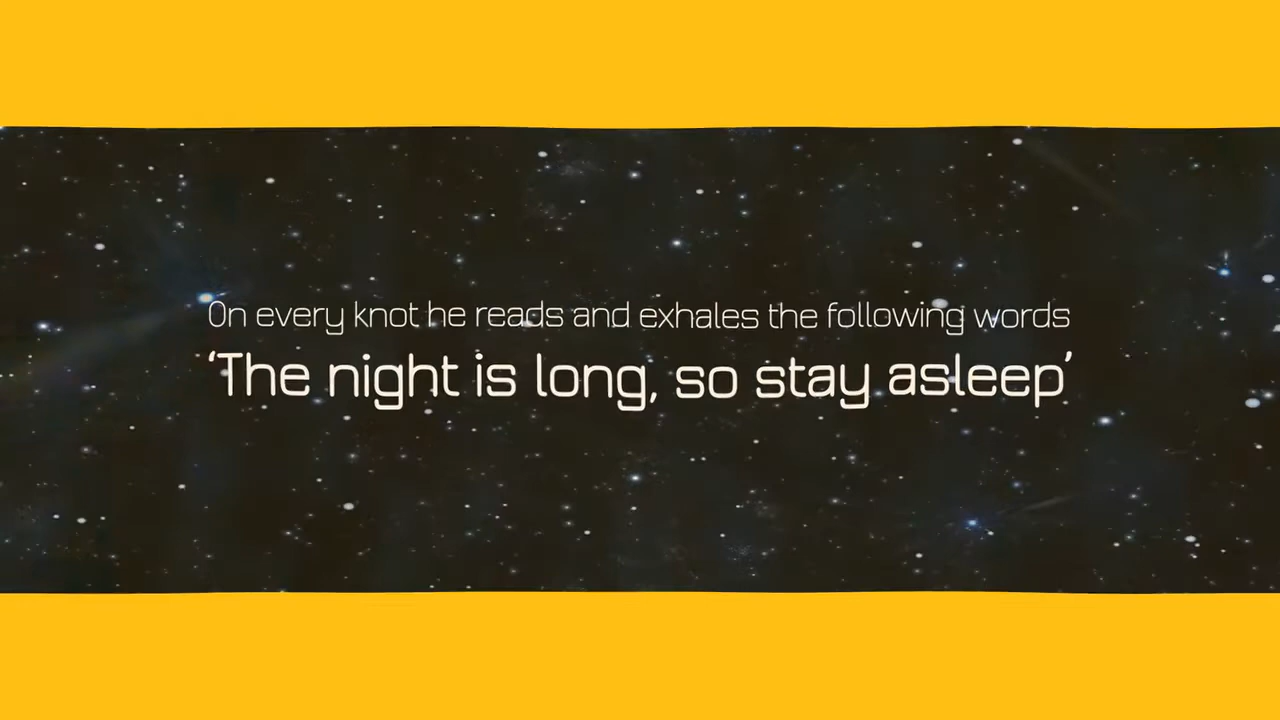 On every knot he reads and exhales the following words
‘The night is long, so stay asleep’